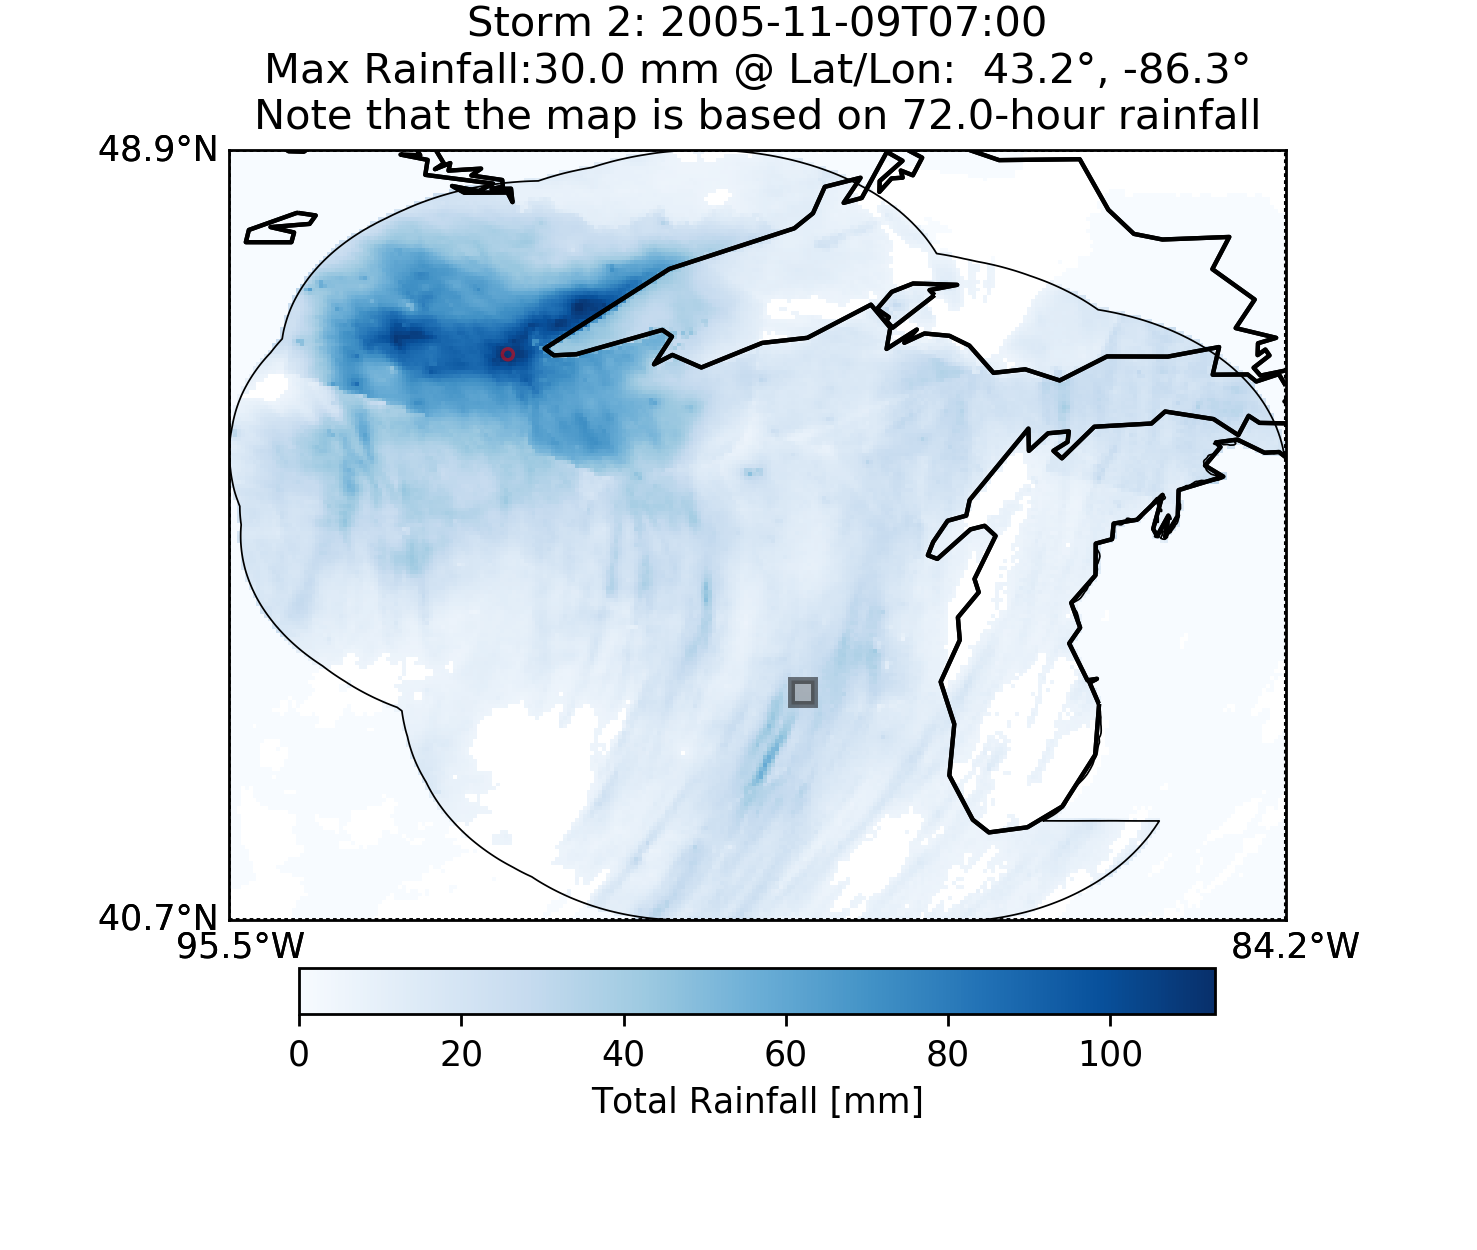 Storm 2: 2005-11-09T07:00
Max Rainfall:30.0 mm @ Lat/Lon:  43.2°, -86.3°
Note that the map is based on 72.0-hour rainfall
48.9°N
40.7°N
95.5°W 84.2°W
0 20 40 60 80 100
Total Rainfall [mm]